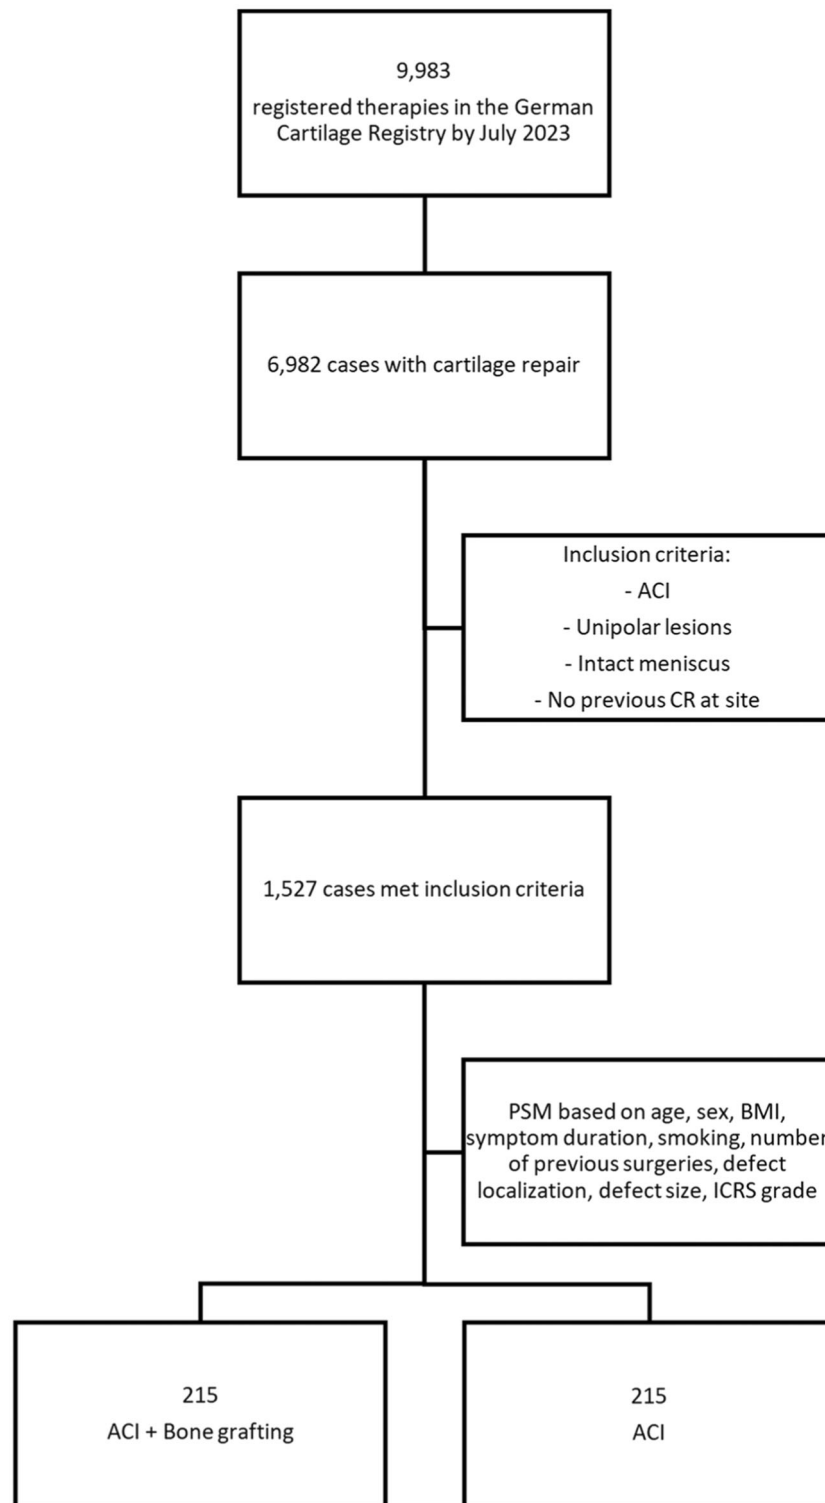 9,983
registered therapies in the German
Cartilage Registry by July 2023
6,982 cases with cartilage repair
Inclusion criteria:
- ACI
- Unipolar lesions
- Intact meniscus
- No previous CR at site
1,527 cases met inclusion criteria
PSM based on age, sex, BMI,
symptom duration, smoking, number
of previous surgeries, defect
localization, defect size, ICRS grade
215
ACI + Bone grafting
215
ACI